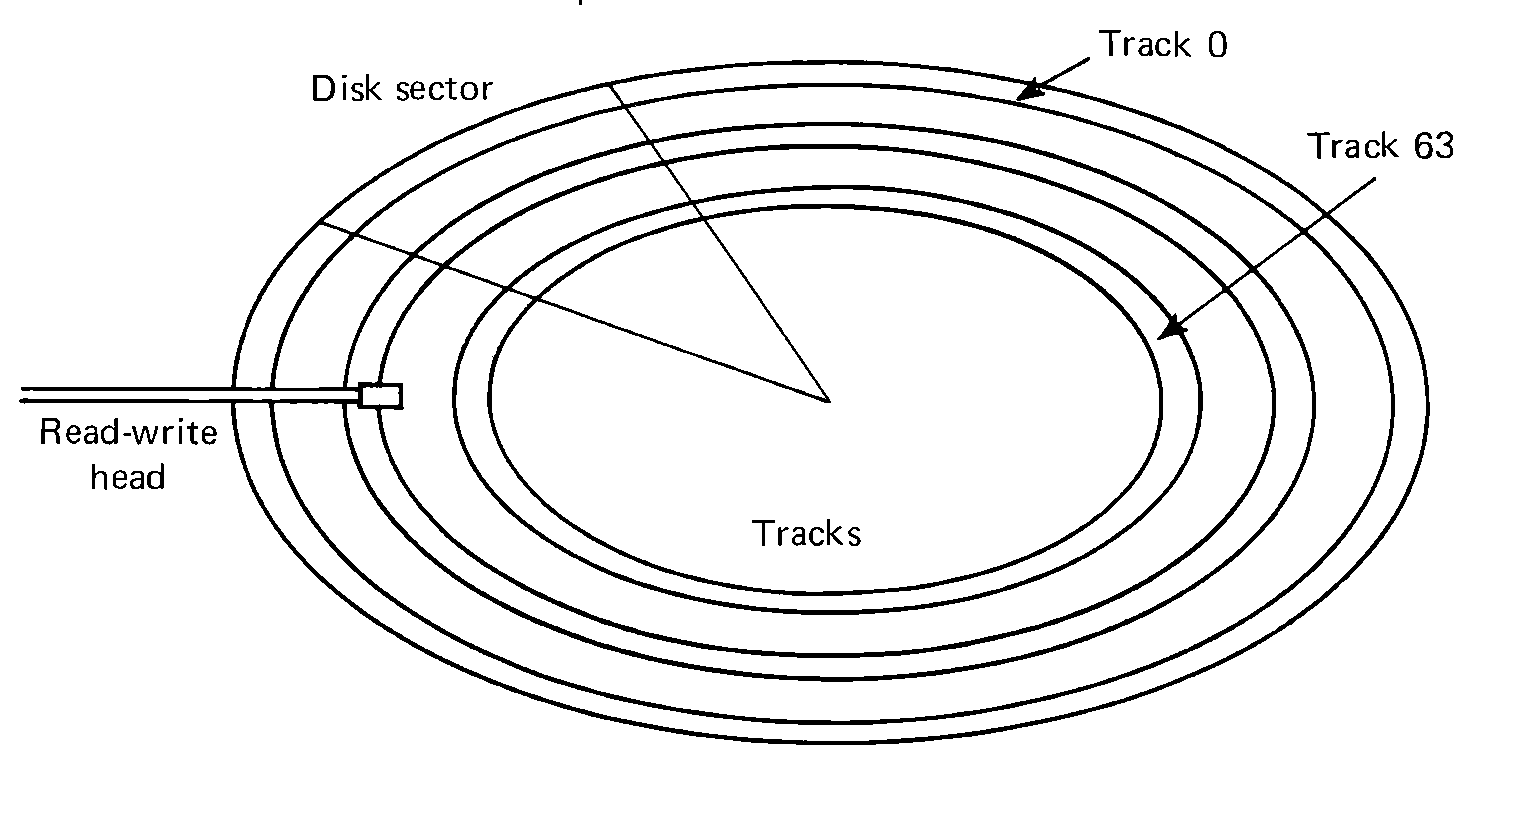 Track 0
Disk sector
Track 63
Read-write
head
Tracks